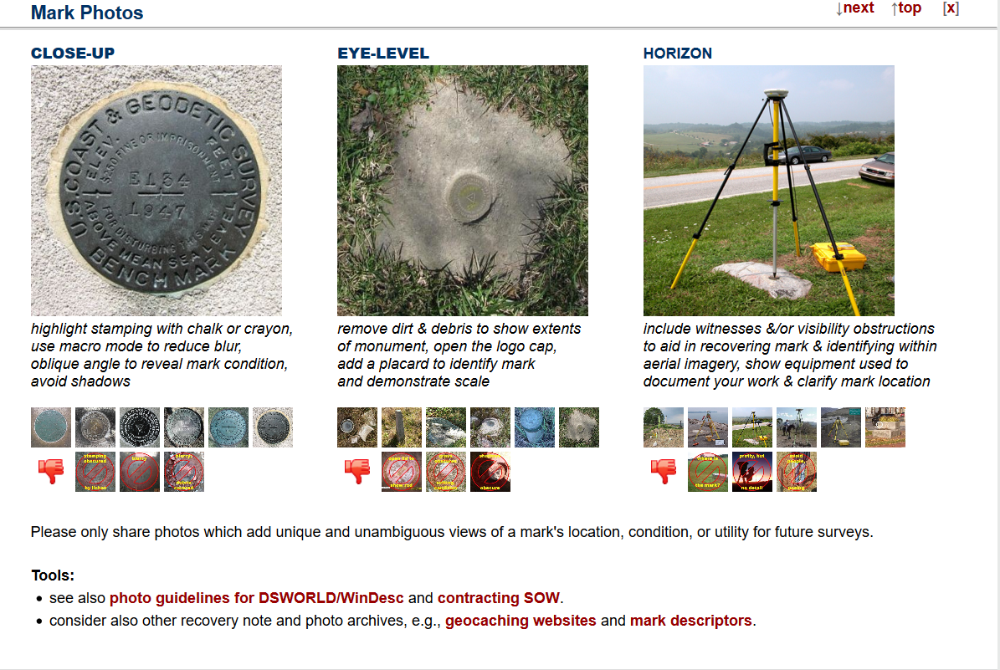 Mark Photos
↓next ↑top [x]
CLOSE-UP
EYE-LEVEL
HORIZON
U.S. COAST & GEODETIC SURVEY
ELEV.
FEET
$250 FINE OR IMPRISONMENT
E134
1947
FOR DISTURBING THIS MARK
ABOVE MEAN SEA LEVEL
BENCH MARK
highlight stamping with chalk or crayon,
use macro mode to reduce blur,
oblique angle to reveal mark condition,
avoid shadows
remove dirt & debris to show extents
of monument, open the logo cap,
add a placard to identify mark
and demonstrate scale
include witnesses &/or visibility obstructions
to aid in recovering mark & identifying within
aerial imagery, show equipment used to
document your work & clarify mark location
stamping
obscured
by lichen
blurry
blurry,
debris
covered
open lid to
show rod
obscured
setting,
condition
shadows
obscure
where is
the mark?
pretty, but
no detail
avoid
people,
posing
Please only share photos which add unique and unambiguous views of a mark's location, condition, or utility for future surveys.
Tools:
• see also photo guidelines for DSWORLD/WinDesc and contracting SOW.
• consider also other recovery note and photo archives, e.g., geocaching websites and mark descriptors.